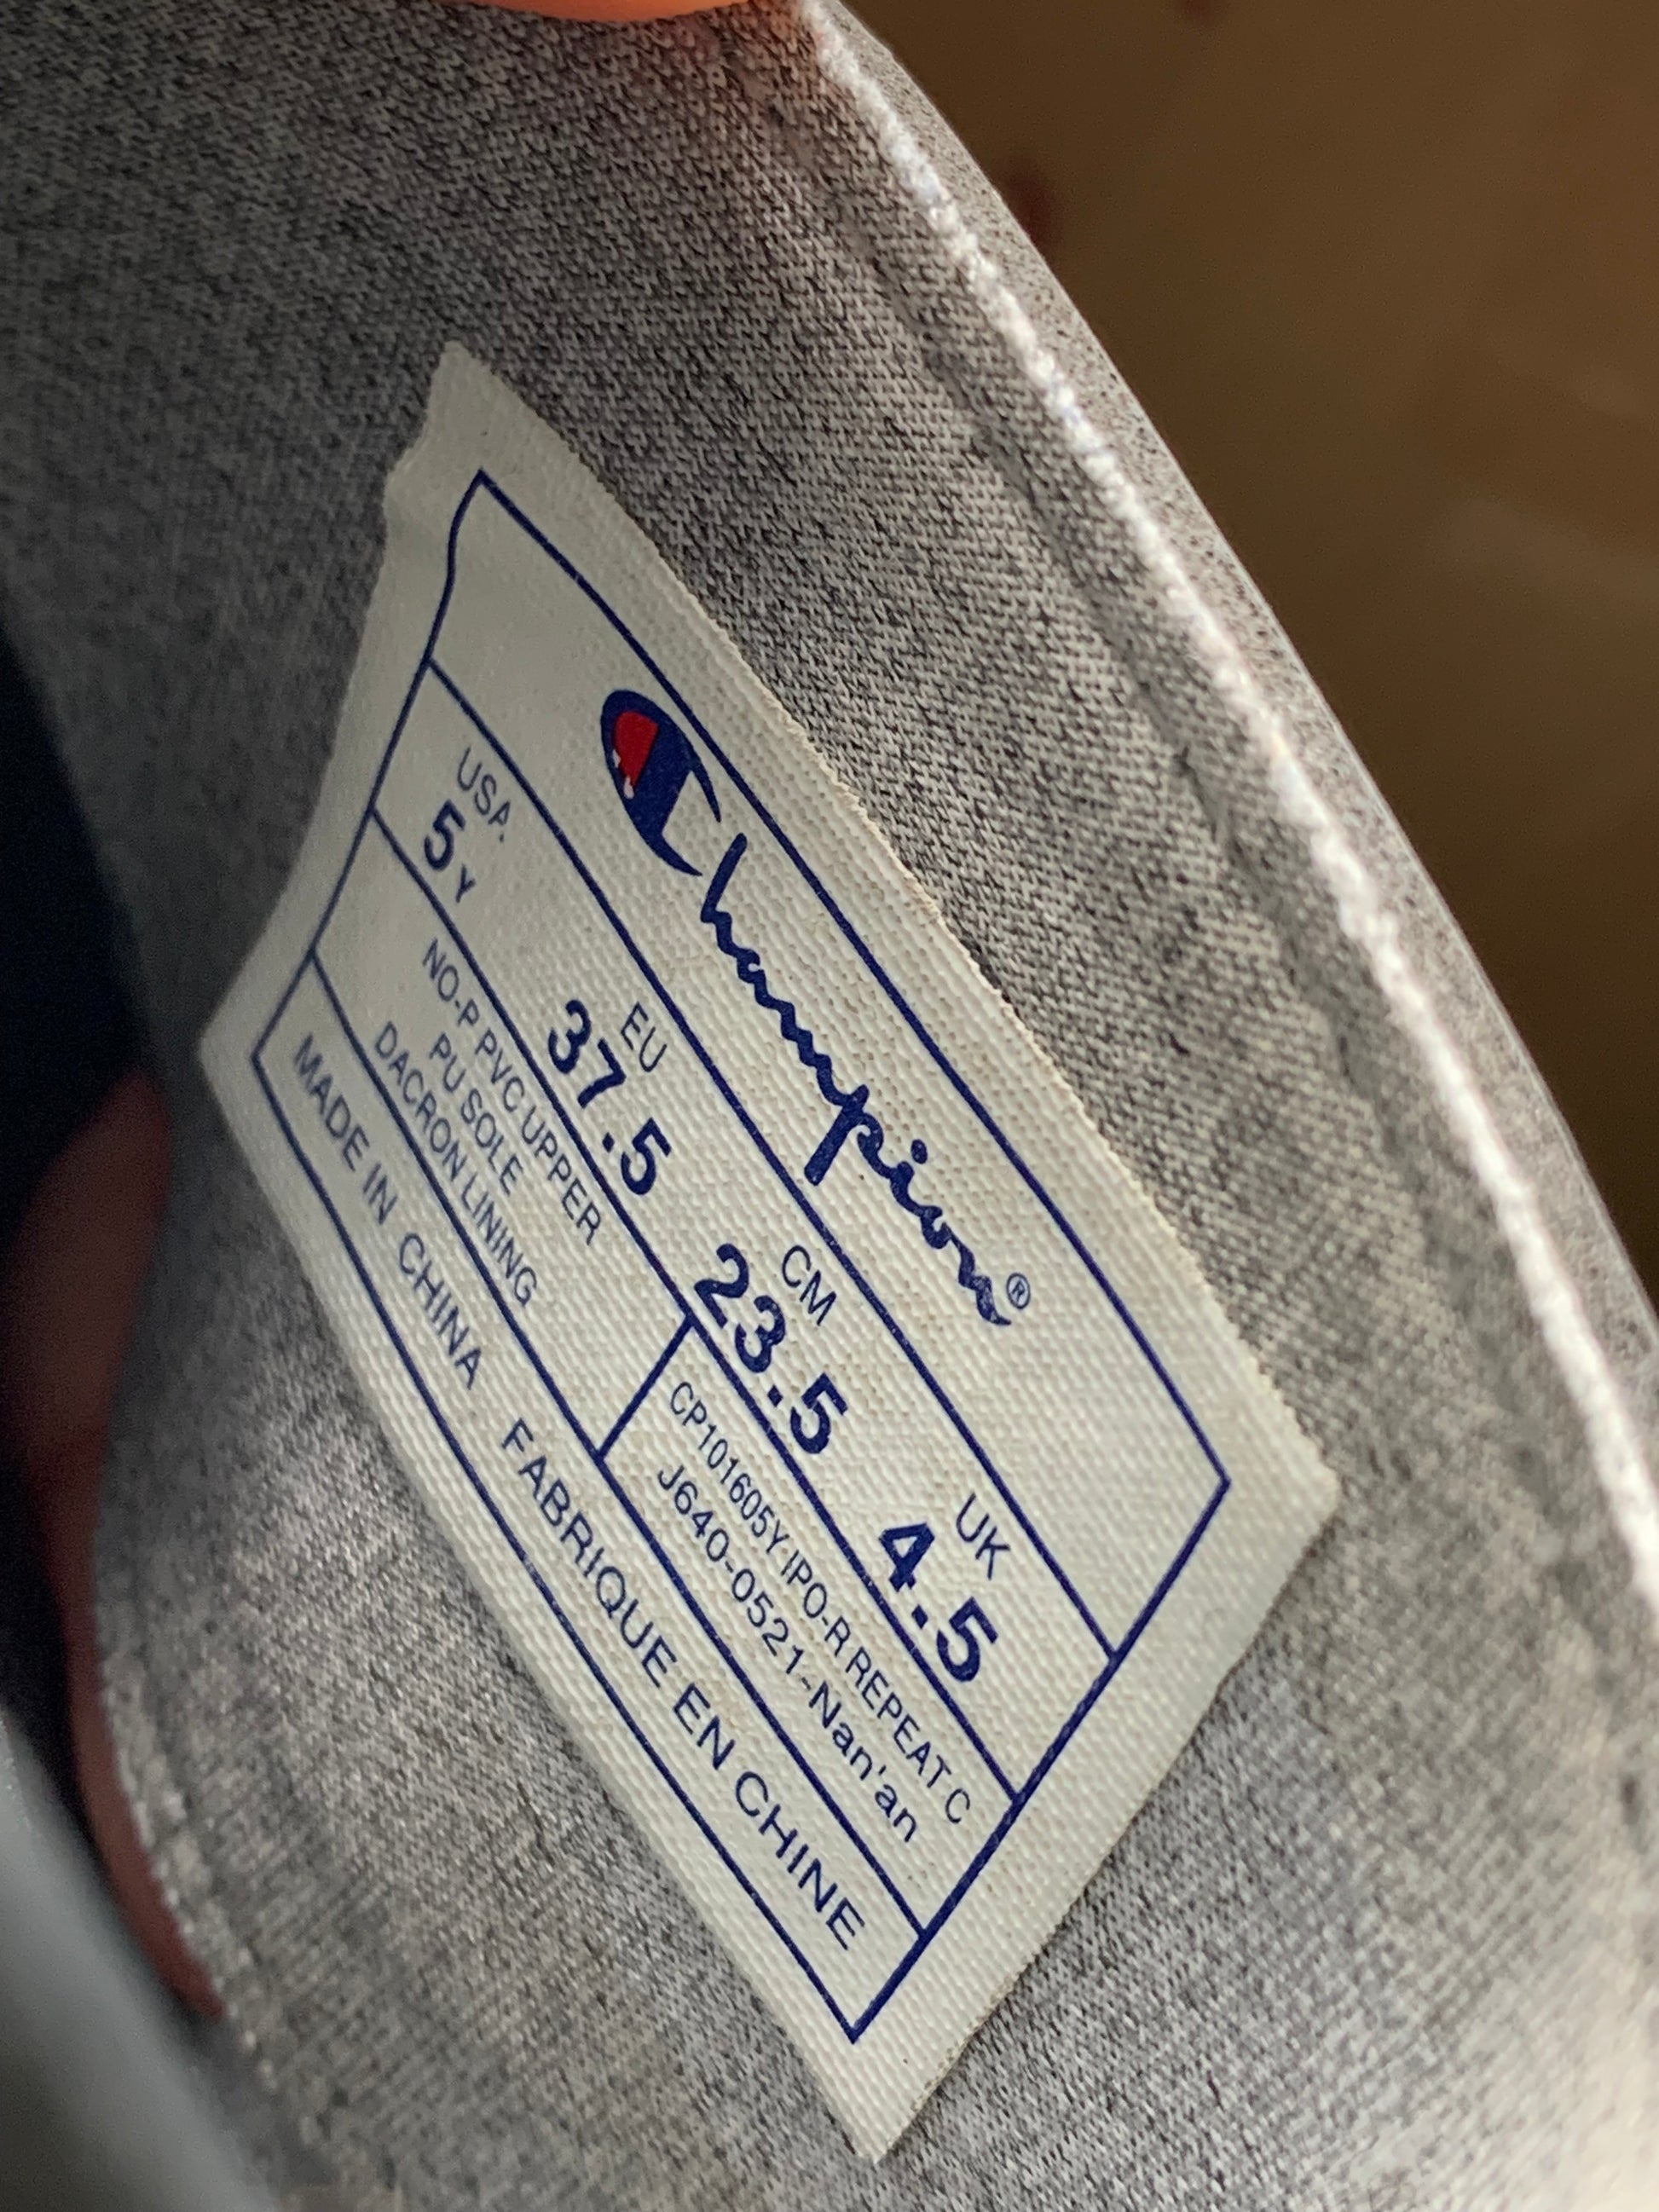 Champion®
USA EU CM UK
5Y 37.5 23.5 4.5
NO-P PVC UPPER
PU SOLE
DACRON LINING
CP101605Y IPO-R REPEAT C
J640-0521-Nan'an
MADE IN CHINA FABRIQUE EN CHINE